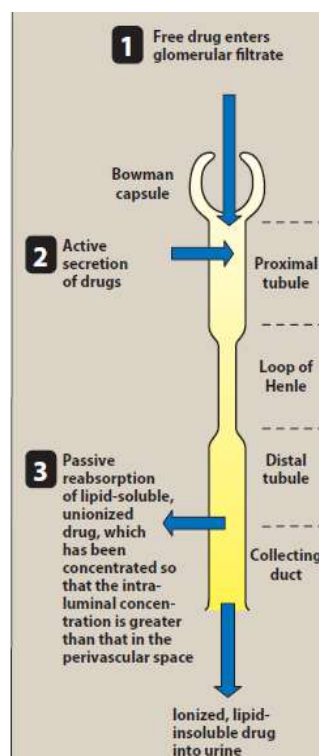 1
Free drug enters
glomerular filtrate
Bowman
capsule
2
Active
secretion
of drugs
Proximal
tubule
Loop of
Henle
3
Passive
reabsorption
of lipid-soluble,
unionized
drug, which
has been
concentrated so
that the intra-
luminal concen-
tration is greater
than that in the
perivascular space
Distal
tubule
Collecting
duct
Ionized, lipid-
insoluble drug
into urine